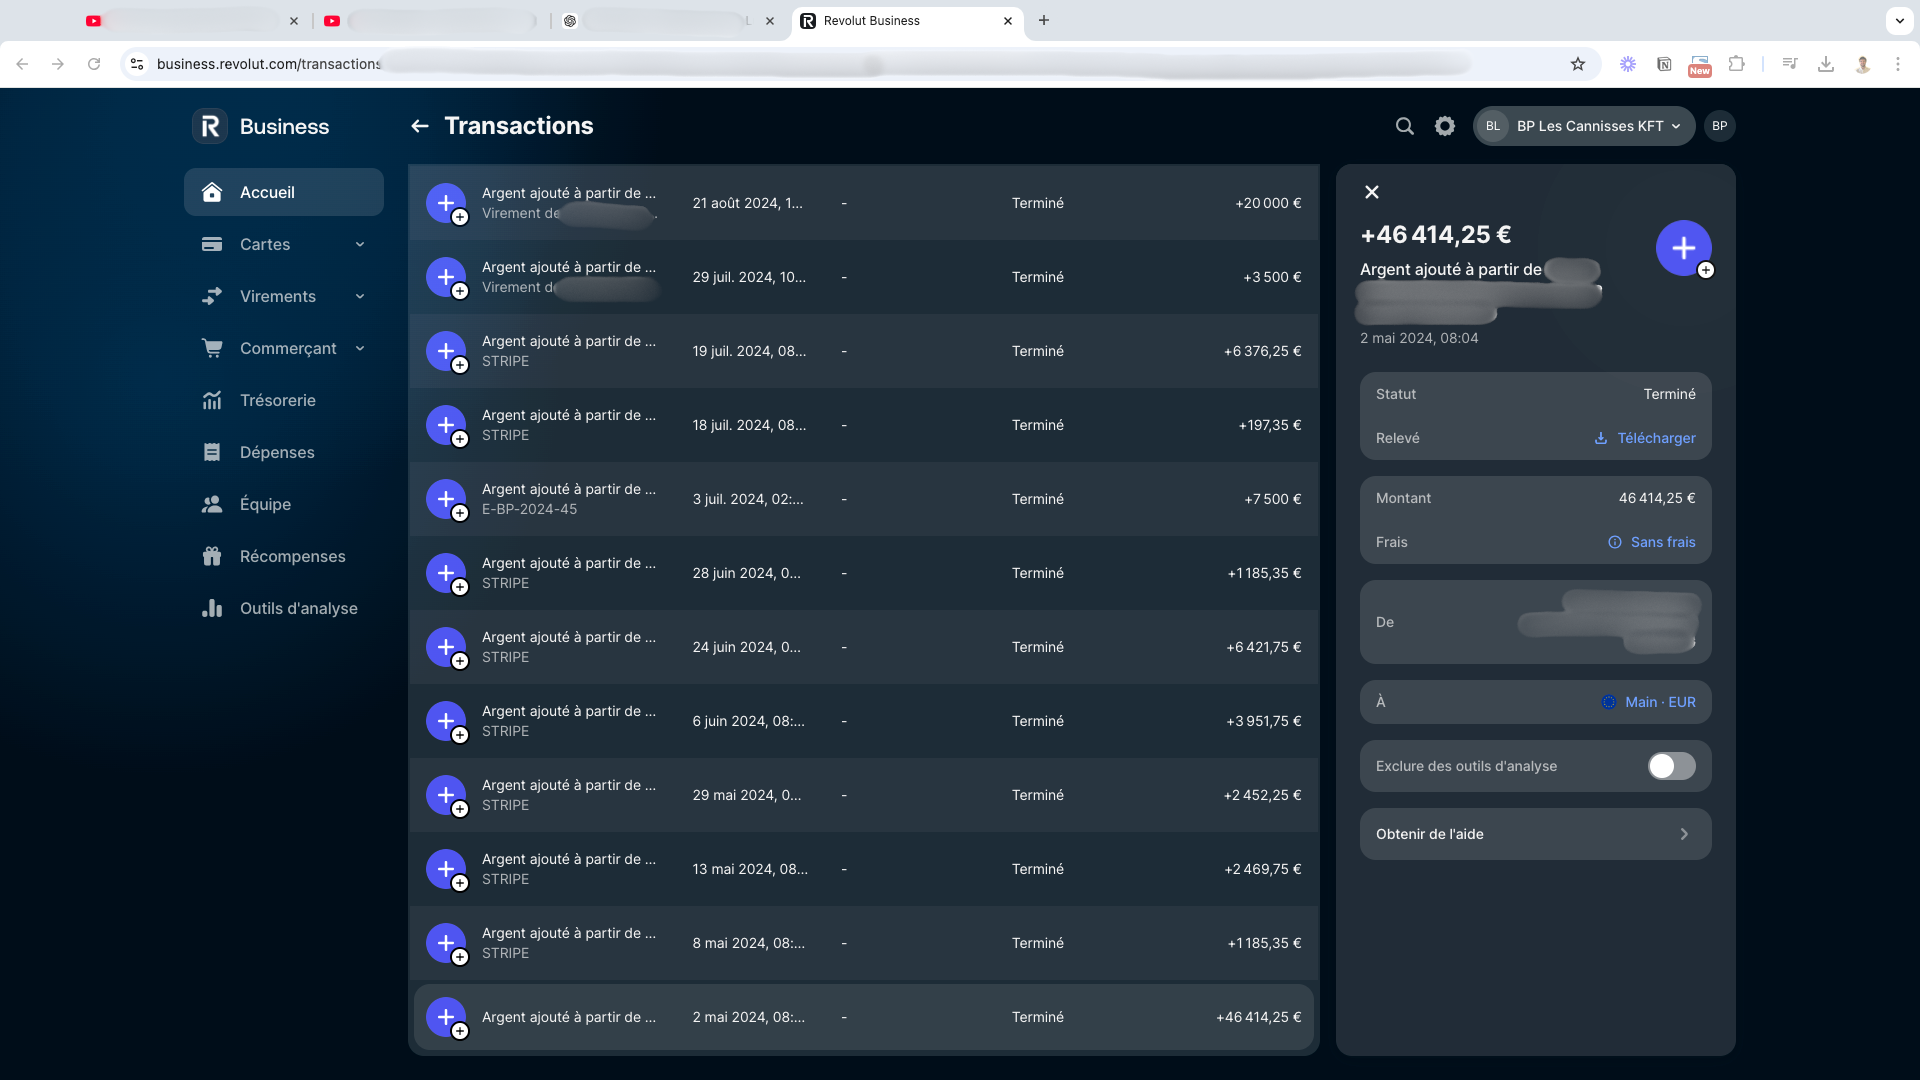 Revolut Business
business.revolut.com/transactions
New
R Business
Transactions
BL BP Les Cannisses KFT
BP
Accueil
Cartes
Virements
Commerçant
Trésorerie
Dépenses
Équipe
Récompenses
Outils d'analyse
Argent ajouté à partir de ... 21 août 2024, 1... - Terminé +20 000 €
Virement de
Argent ajouté à partir de ... 29 juil. 2024, 10... - Terminé +3 500 €
Virement d
Argent ajouté à partir de ... 19 juil. 2024, 08... - Terminé +6 376,25 €
STRIPE
Argent ajouté à partir de ... 18 juil. 2024, 08... - Terminé +197,35 €
STRIPE
Argent ajouté à partir de ... 3 juil. 2024, 02:... - Terminé +7 500 €
E-BP-2024-45
Argent ajouté à partir de ... 28 juin 2024, 0... - Terminé +1 185,35 €
STRIPE
Argent ajouté à partir de ... 24 juin 2024, 0... - Terminé +6 421,75 €
STRIPE
Argent ajouté à partir de ... 6 juin 2024, 08:... - Terminé +3 951,75 €
STRIPE
Argent ajouté à partir de ... 29 mai 2024, 0... - Terminé +2 452,25 €
STRIPE
Argent ajouté à partir de ... 13 mai 2024, 08... - Terminé +2 469,75 €
STRIPE
Argent ajouté à partir de ... 8 mai 2024, 08:... - Terminé +1 185,35 €
STRIPE
Argent ajouté à partir de ... 2 mai 2024, 08:... - Terminé +46 414,25 €
+46 414,25 €
Argent ajouté à partir de
2 mai 2024, 08:04
Statut Terminé
Relevé Télécharger
Montant 46 414,25 €
Frais Sans frais
De
À Main · EUR
Exclure des outils d'analyse
Obtenir de l'aide